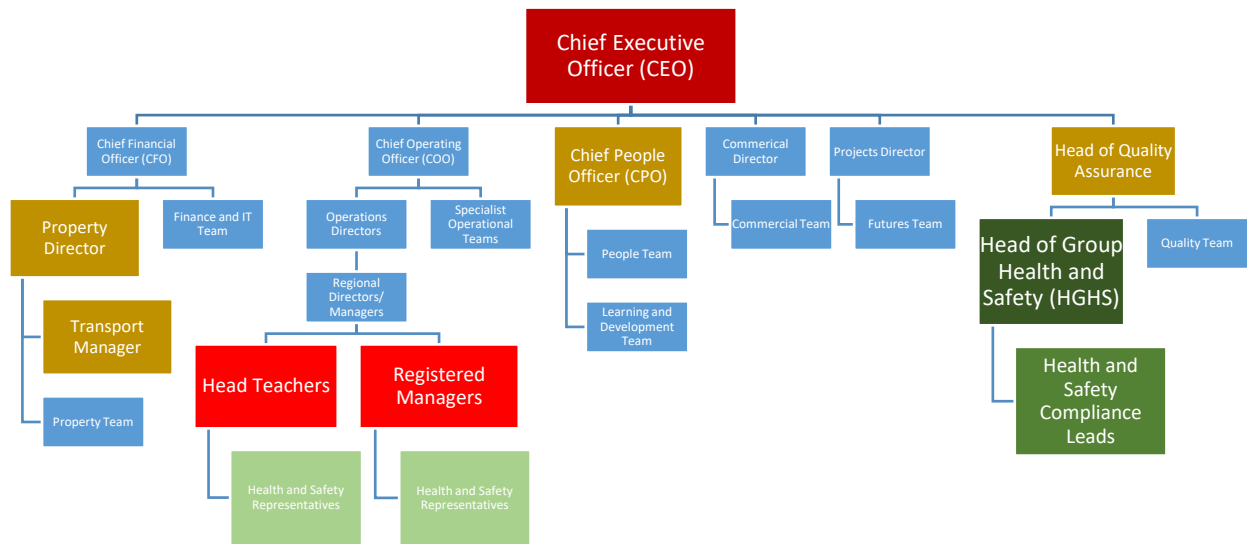 Chief Executive
Officer (CEO)
Chief Financial
Officer (CFO)
Chief Operating
Officer (COO)
Chief People
Officer (CPO)
Commerical
Director
Projects Director
Head of Quality
Assurance
Property
Director
Finance and IT
Team
Operations
Directors
Specialist
Operational
Teams
People Team
Commercial Team
Futures Team
Head of Group
Health and
Safety (HGHS)
Quality Team
Transport
Manager
Regional
Directors/
Managers
Learning and
Development
Team
Property Team
Head Teachers
Registered
Managers
Health and
Safety
Compliance
Leads
Health and Safety
Representatives
Health and Safety
Representatives